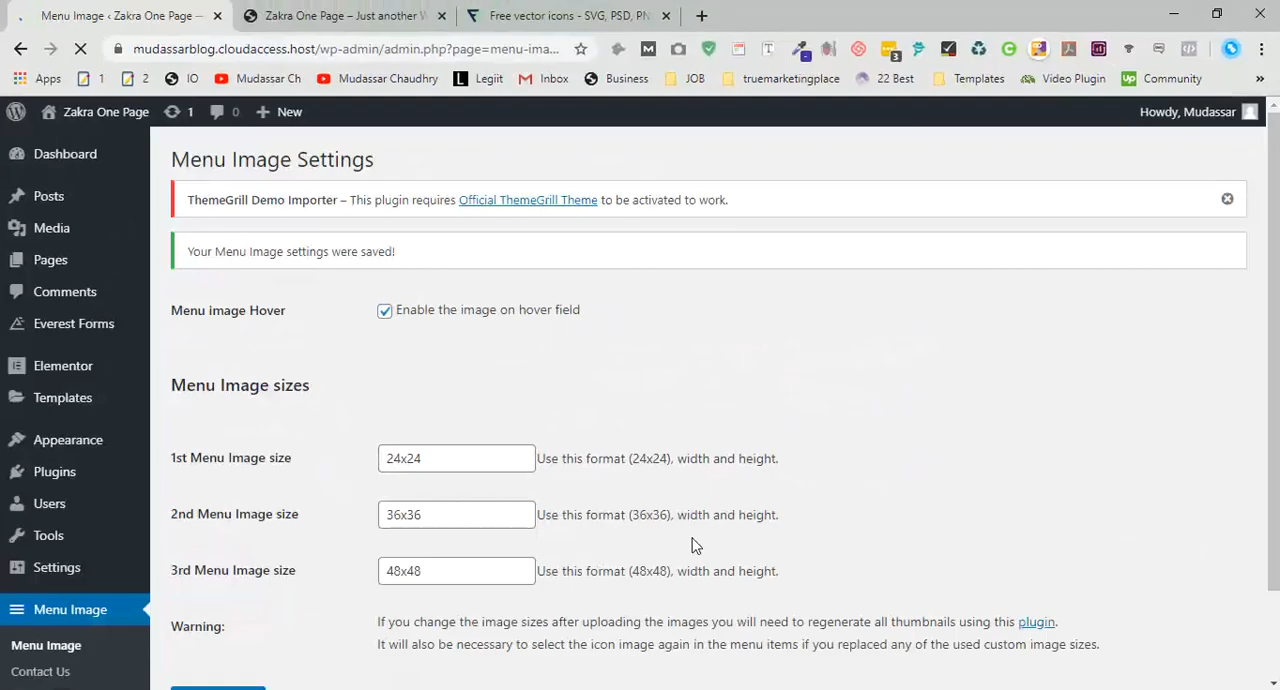 Menu Image ‹ Zakra One Page —
Zakra One Page – Just another W
Free vector icons - SVG, PSD, PN
mudassarblog.cloudaccess.host/wp-admin/admin.php?page=menu-ima...
Apps
1
2
IO
Mudassar Ch
Mudassar Chaudhry
Legiit
Inbox
Business
JOB
truemarketingplace
22 Best
Templates
Video Plugin
Community
Zakra One Page
1
0
New
Howdy, Mudassar
Dashboard
Posts
Media
Pages
Comments
Everest Forms
Elementor
Templates
Appearance
Plugins
Users
Tools
Settings
Menu Image
Menu Image
Contact Us
Menu Image Settings
ThemeGrill Demo Importer – This plugin requires Official ThemeGrill Theme to be activated to work.
Your Menu Image settings were saved!
Menu image Hover
Enable the image on hover field
Menu Image sizes
1st Menu Image size
24x24
Use this format (24x24), width and height.
2nd Menu Image size
36x36
Use this format (36x36), width and height.
3rd Menu Image size
48x48
Use this format (48x48), width and height.
Warning:
If you change the image sizes after uploading the images you will need to regenerate all thumbnails using this plugin.
It will also be necessary to select the icon image again in the menu items if you replaced any of the used custom image sizes.